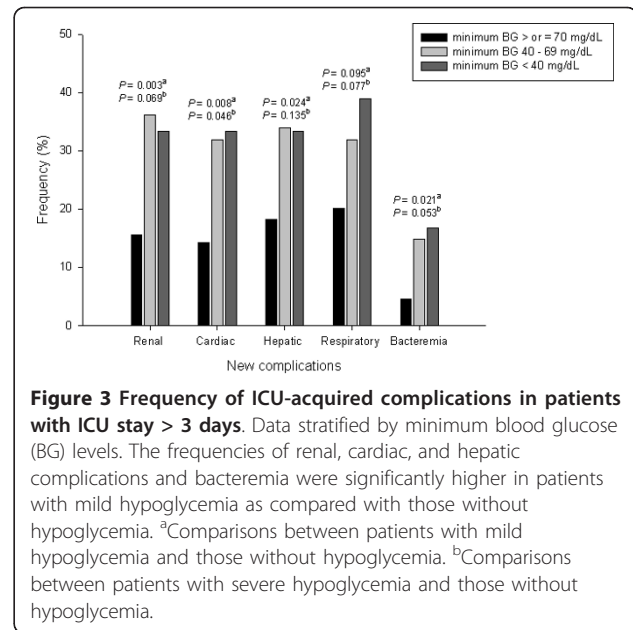 50
40
30
20
10
0
Frequency (%)
minimum BG > or = 70 mg/dL
minimum BG 40 - 69 mg/dL
minimum BG < 40 mg/dL
P = 0.003ᵃ
P = 0.069ᵇ
P = 0.008ᵃ
P = 0.046ᵇ
P = 0.024ᵃ
P = 0.135ᵇ
P = 0.095ᵃ
P = 0.077ᵇ
P = 0.021ᵃ
P = 0.053ᵇ
Renal
Cardiac
Hepatic
Respiratory
Bacteremia
New complications
Figure 3 Frequency of ICU-acquired complications in patients
with ICU stay > 3 days. Data stratified by minimum blood glucose
(BG) levels. The frequencies of renal, cardiac, and hepatic
complications and bacteremia were significantly higher in patients
with mild hypoglycemia as compared with those without
hypoglycemia. ᵃComparisons between patients with mild
hypoglycemia and those without hypoglycemia. ᵇComparisons
between patients with severe hypoglycemia and those without
hypoglycemia.